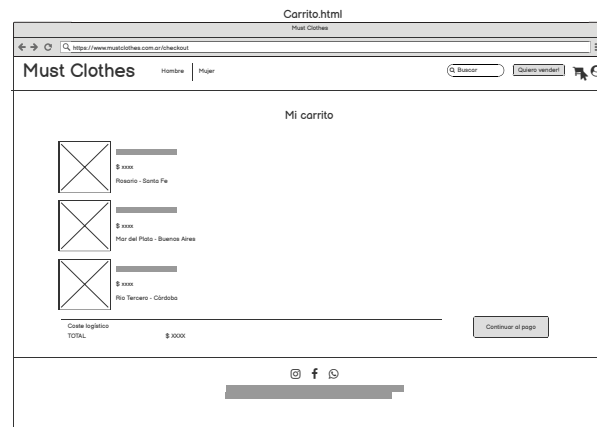 Carrito.html
Must Clothes
https://www.mustclothes.com.ar/checkout
Must Clothes Hombre Mujer Buscar Quiero vender!
Mi carrito
$ xxxx
Rosario - Santa Fe
$ xxxx
Mar del Plata - Buenos Aires
$ xxxx
Río Tercero - Córdoba
Coste logístico
TOTAL $ XXXX
Continuar al pago